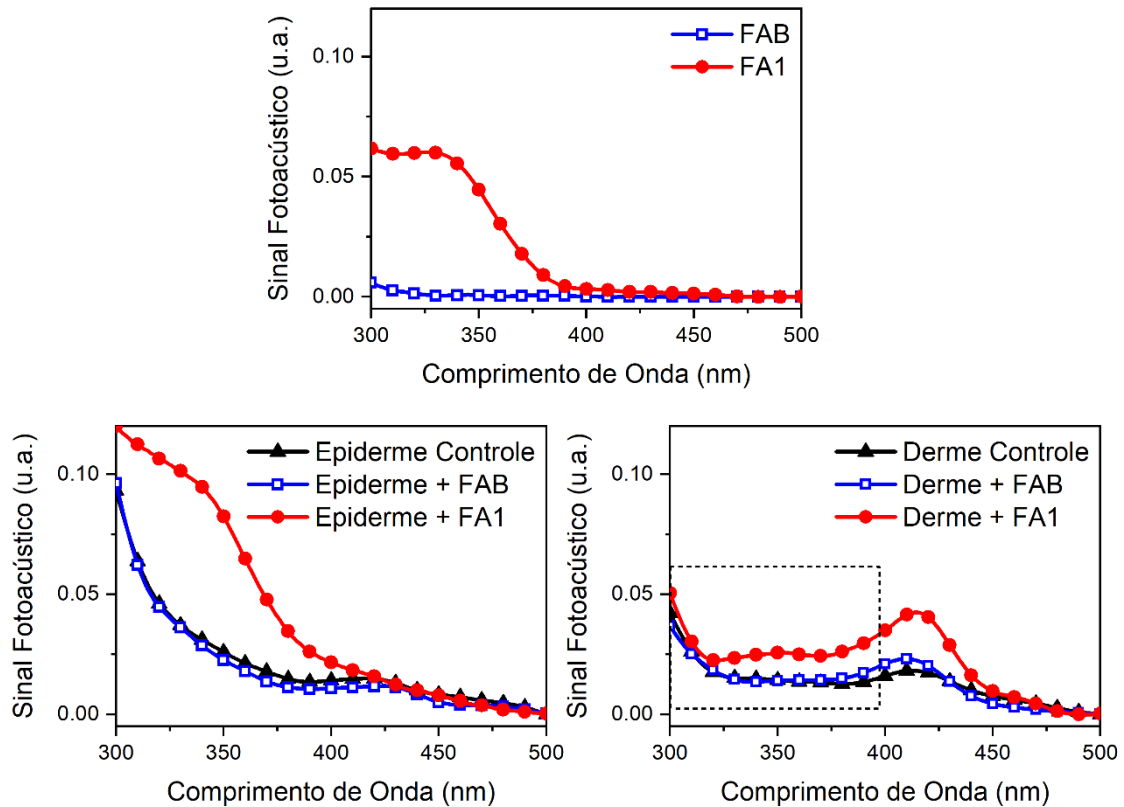 Sinal Fotoacústico (u.a.)
0.10
0.05
0.00
FAB
FA1
300
350
400
450
500
Comprimento de Onda (nm)
Sinal Fotoacústico (u.a.)
0.10
0.05
0.00
Epiderme Controle
Epiderme + FAB
Epiderme + FA1
300
350
400
450
500
Comprimento de Onda (nm)
Sinal Fotoacústico (u.a.)
0.10
0.05
0.00
Derme Controle
Derme + FAB
Derme + FA1
300
350
400
450
500
Comprimento de Onda (nm)